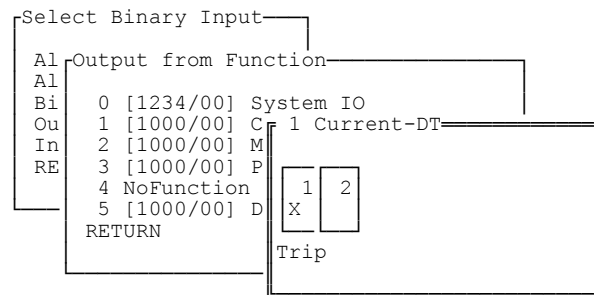 Select Binary Input
Al
Output from Function
Al
Bi
0 [1234/00] System IO
Ou
1 [1000/00] C
1 Current-DT
In
2 [1000/00] M
RE
3 [1000/00] P
4 NoFunction
1 2
5 [1000/00] D
X
RETURN
Trip